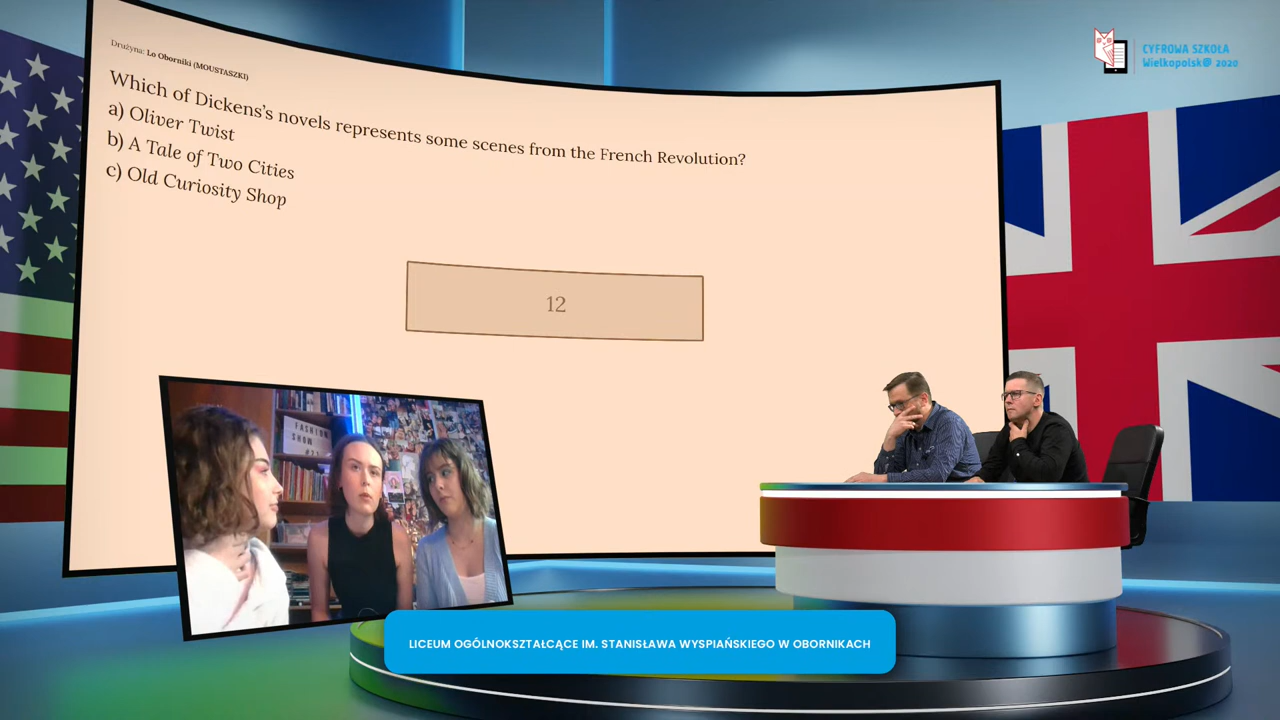 Drużyna: Lo Oborniki (MOUSTASZKI)
Which of Dickens's novels represents some scenes from the French Revolution?
a) Oliver Twist
b) A Tale of Two Cities
c) Old Curiosity Shop
12
CYFROWA SZKOŁA
Wielkopolsk@ 2020
FASHION
SHOW
LICEUM OGÓLNOKSZTAŁCĄCE IM. STANISŁAWA WYSPIAŃSKIEGO W OBORNIKACH